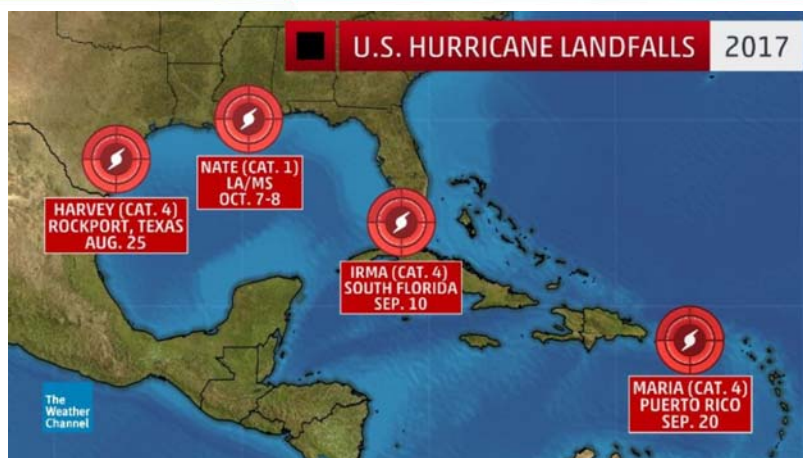 U.S. HURRICANE LANDFALLS 2017
NATE (CAT. 1)
LA/MS
OCT. 7-8
HARVEY (CAT. 4)
ROCKPORT, TEXAS
AUG. 25
IRMA (CAT. 4)
SOUTH FLORIDA
SEP. 10
MARIA (CAT. 4)
PUERTO RICO
SEP. 20
The
Weather
Channel